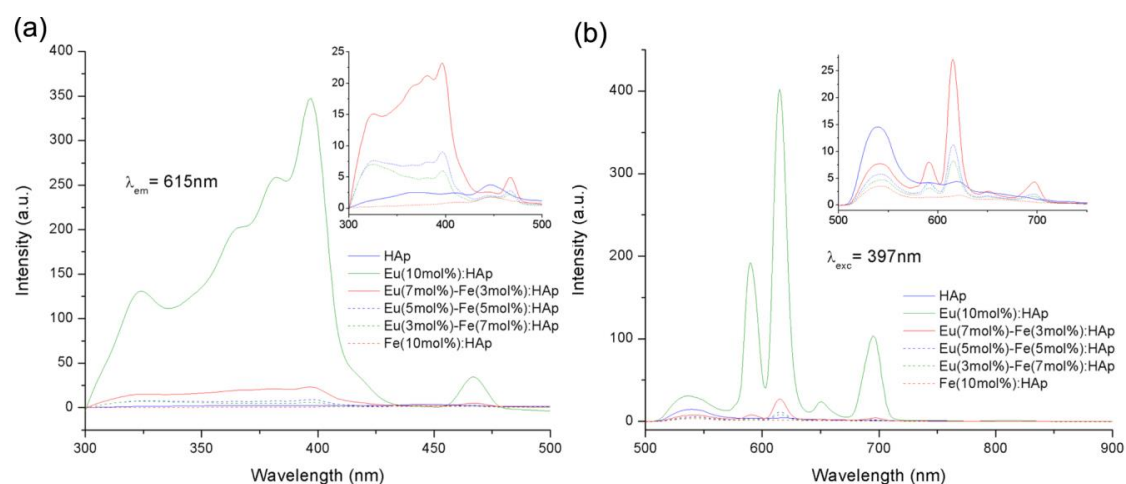 (a)
400
350
300
250
200
150
100
50
0
Intensity (a.u.)
300
350
400
450
500
Wavelength (nm)
λem = 615nm
25
20
15
10
5
0
300
350
400
450
500
HAp
Eu(10mol%):HAp
Eu(7mol%)-Fe(3mol%):HAp
Eu(5mol%)-Fe(5mol%):HAp
Eu(3mol%)-Fe(7mol%):HAp
Fe(10mol%):HAp
(b)
400
300
200
100
0
Intensity (a.u.)
500
600
700
800
900
Wavelength (nm)
25
20
15
10
5
0
500
600
700
λexc = 397nm
HAp
Eu(10mol%):HAp
Eu(7mol%)-Fe(3mol%):HAp
Eu(5mol%)-Fe(5mol%):HAp
Eu(3mol%)-Fe(7mol%):HAp
Fe(10mol%):HAp